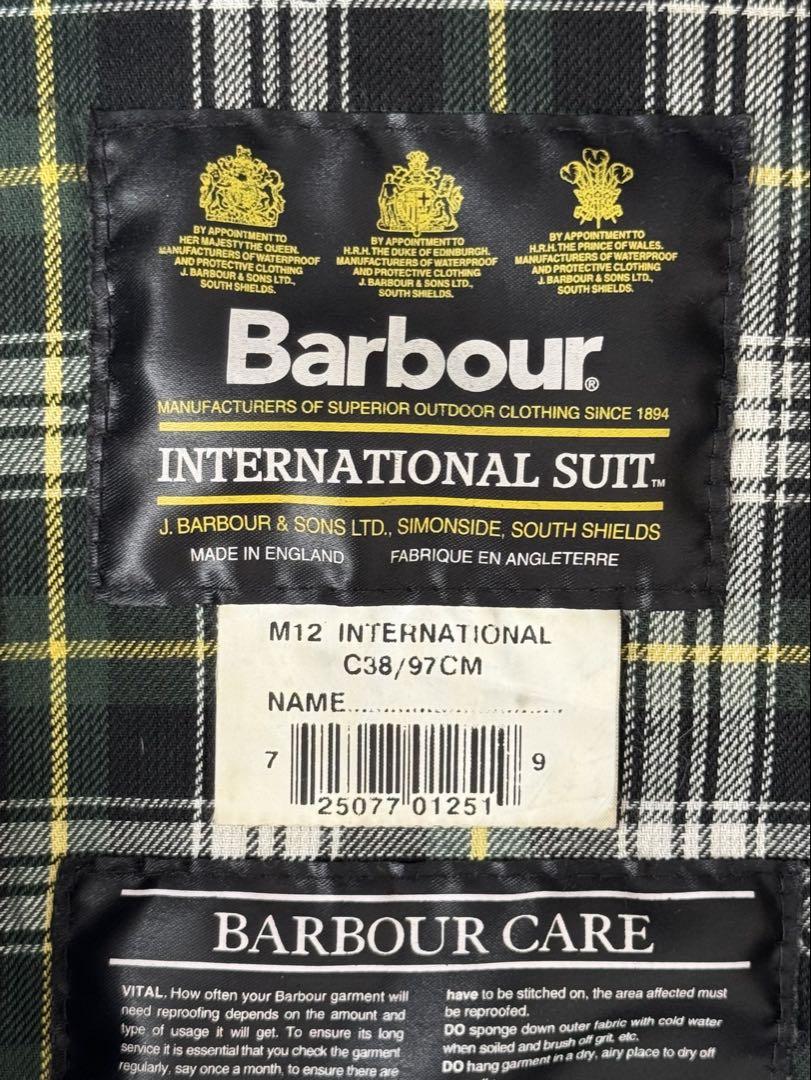 BY APPOINTMENT TO
HER MAJESTY THE QUEEN.
MANUFACTURERS OF WATERPROOF
AND PROTECTIVE CLOTHING
J. BARBOUR & SONS LTD.,
SOUTH SHIELDS.
BY APPOINTMENT TO
H.R.H. THE DUKE OF EDINBURGH.
MANUFACTURERS OF WATERPROOF
AND PROTECTIVE CLOTHING
J. BARBOUR & SONS LTD.,
SOUTH SHIELDS.
BY APPOINTMENT TO
H.R.H. THE PRINCE OF WALES.
MANUFACTURERS OF WATERPROOF
AND PROTECTIVE CLOTHING
J. BARBOUR & SONS LTD.,
SOUTH SHIELDS.
Barbour®
MANUFACTURERS OF SUPERIOR OUTDOOR CLOTHING SINCE 1894
INTERNATIONAL SUIT™
J. BARBOUR & SONS LTD., SIMONSIDE, SOUTH SHIELDS
MADE IN ENGLAND FABRIQUE EN ANGLETERRE
M12 INTERNATIONAL
C38/97CM
NAME..............................
7 25077 01251 9
BARBOUR CARE
VITAL. How often your Barbour garment will
need reproofing depends on the amount and
type of usage it will get. To ensure its long
service it is essential that you check the garment
regularly, say once a month, to ensure there are
have to be stitched on, the area affected must
be reproofed.
DO sponge down outer fabric with cold water
when soiled and brush off grit, etc.
DO hang garment in a dry, airy place to dry off